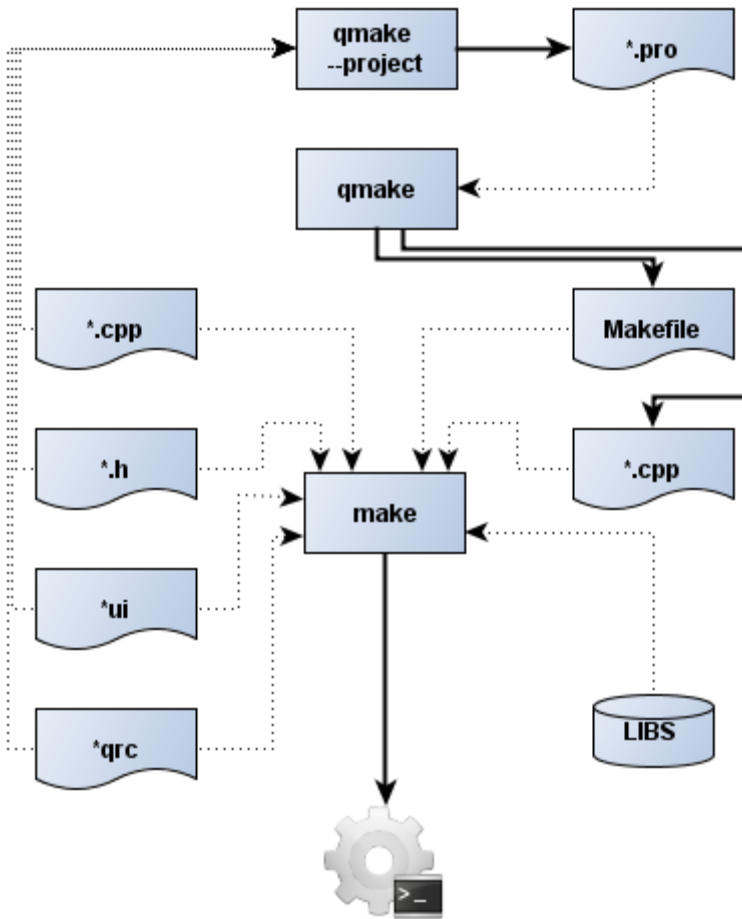 qmake
--project
*.pro
qmake
*.cpp
Makefile
*.h
*.cpp
make
*ui
*qrc
LIBS
>_